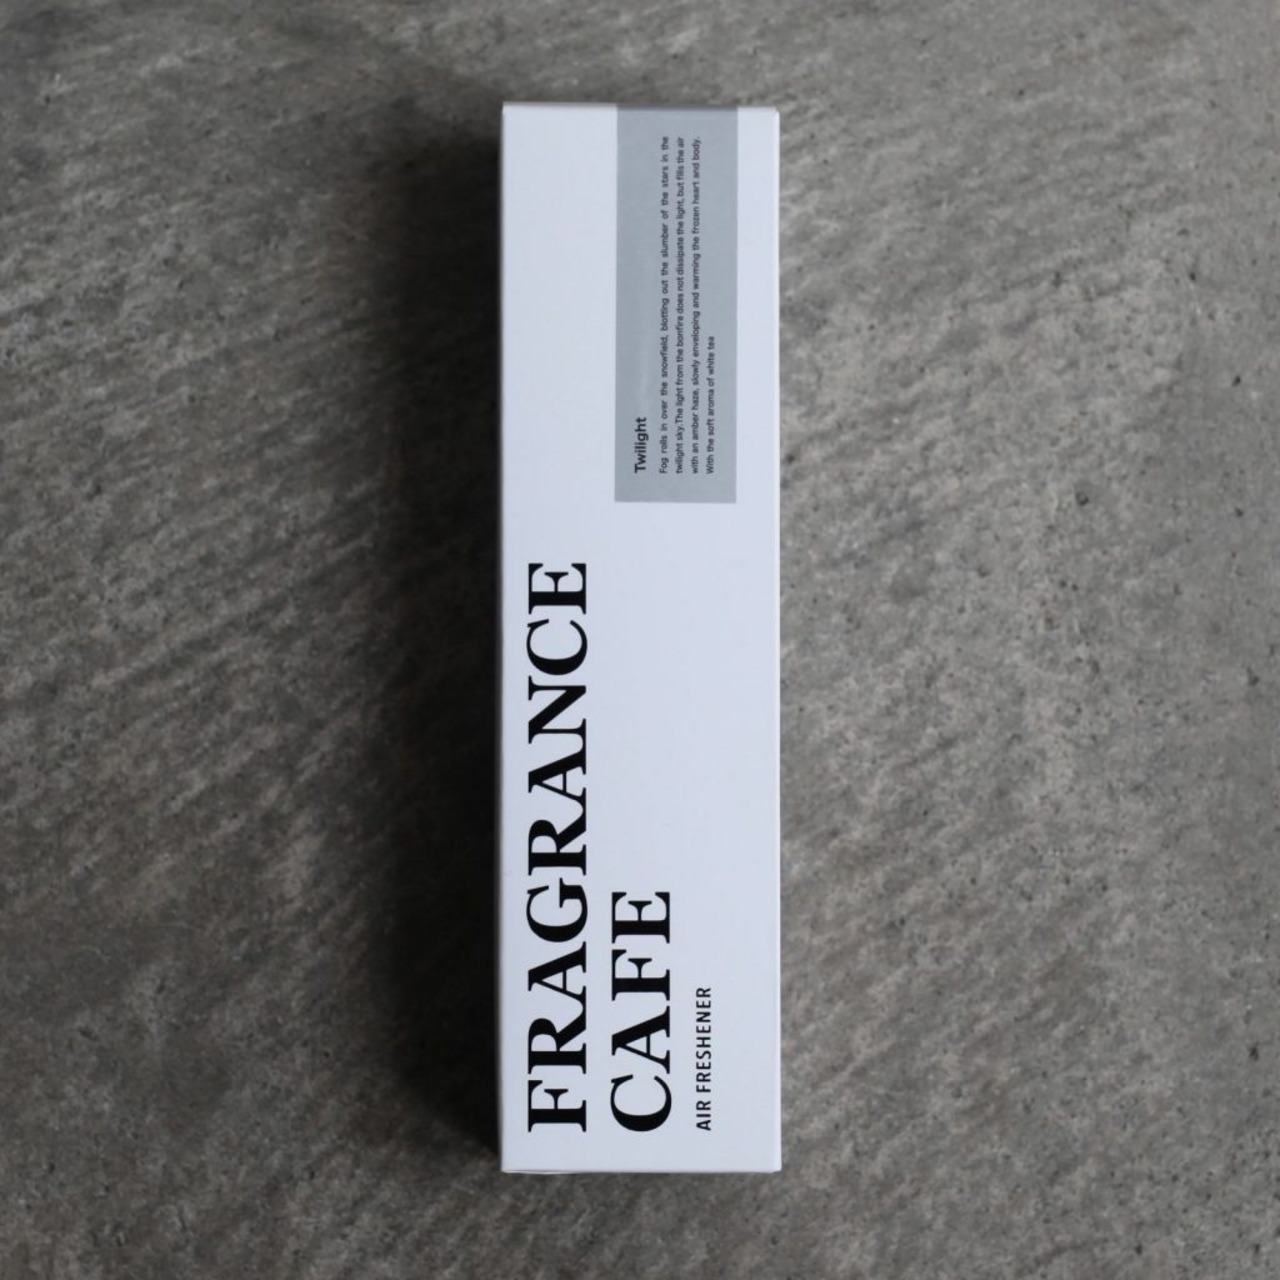 FRAGRANCE
CAFE
AIR FRESHENER
Twilight
Fog rolls in over the snowfield, blotting out the slumber of the stars in the
twilight sky.The light from the bonfire does not dissipate the light, but fills the air
with an amber haze, slowly enveloping and warming the frozen heart and body.
With the soft aroma of white tea